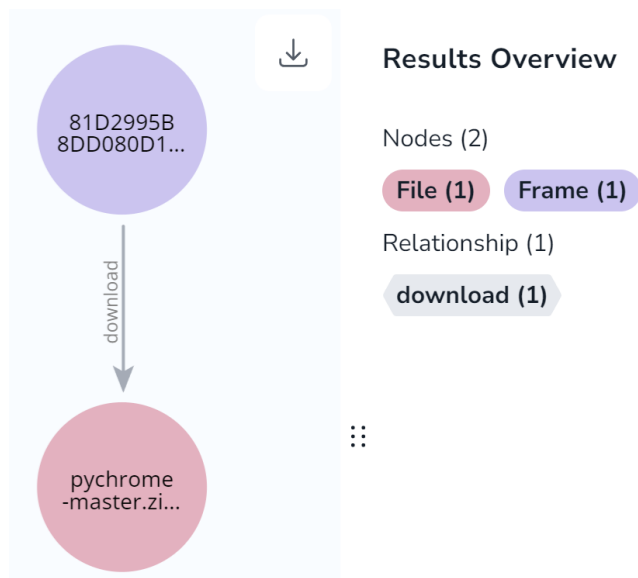 81D2995B
8DD080D1...
download
pychrome
-master.zi...
Results Overview
Nodes (2)
File (1)
Frame (1)
Relationship (1)
download (1)